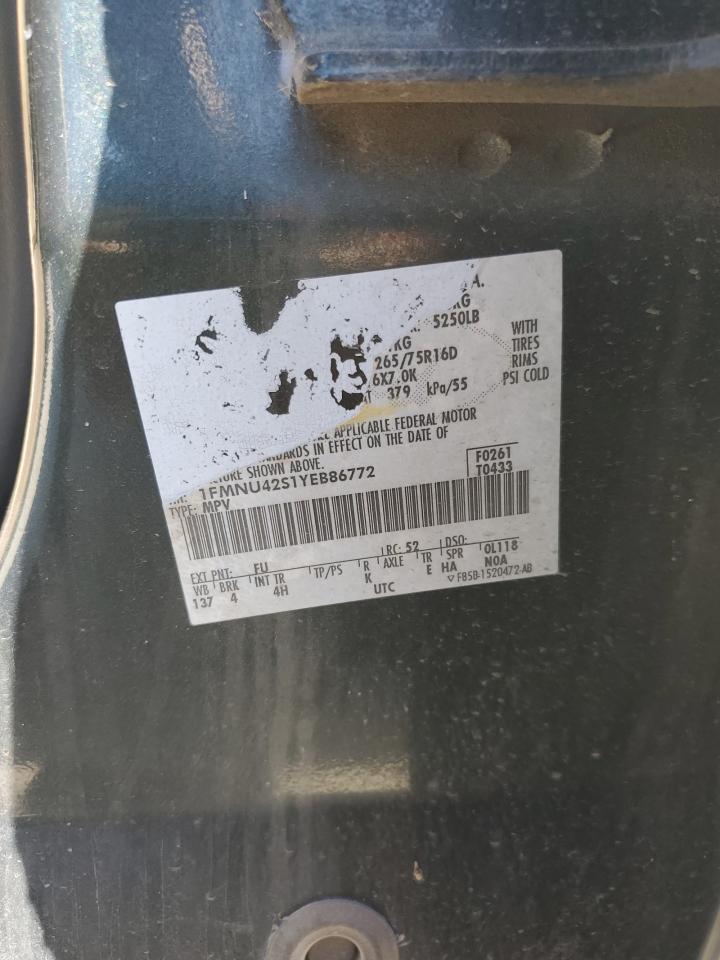 A.
KG
5250LB
KG
265/75R16D
6X7.0K
379 kPa/55
WITH
TIRES
RIMS
PSI COLD
APPLICABLE FEDERAL MOTOR
IN EFFECT ON THE DATE OF
SHOWN ABOVE.
1FMNU42S1YEB86772
TYPE: MPV
F0261
T0433
EXT PNT: FU RC: 52 DSO:
WB BRK INT TR TP/PS R AXLE TR SPR 0L118
137 4 4H K E HA N0A
UTC
▽ F85B-1520472-AB